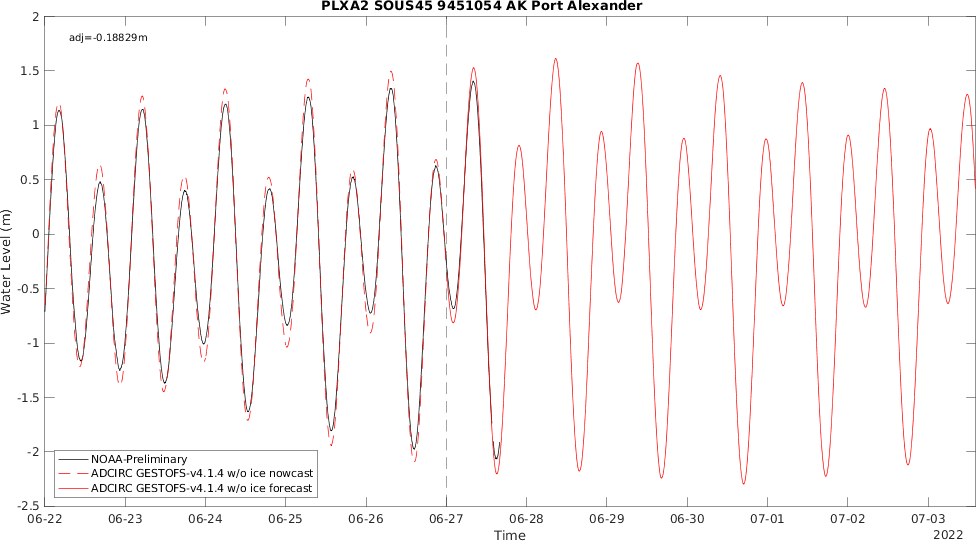 PLXA2 SOUS45 9451054 AK Port Alexander
2
adj=-0.18829m
1.5
1
0.5
0
-0.5
-1
-1.5
-2
-2.5
Water Level (m)
NOAA-Preliminary
ADCIRC GESTOFS-v4.1.4 w/o ice nowcast
ADCIRC GESTOFS-v4.1.4 w/o ice forecast
06-22 06-23 06-24 06-25 06-26 06-27 06-28 06-29 06-30 07-01 07-02 07-03
Time
2022